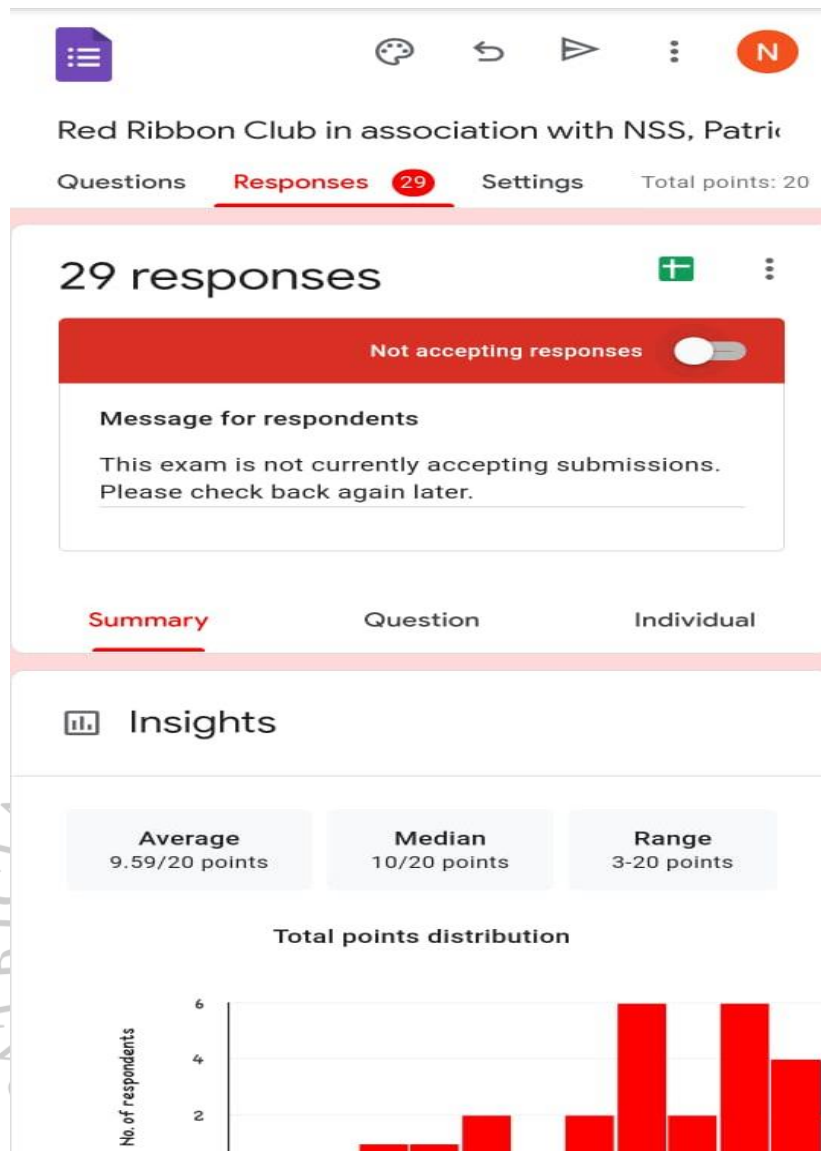 N
Red Ribbon Club in association with NSS, Patri
Questions Responses 29 Settings Total points: 20
29 responses
Not accepting responses
Message for respondents
This exam is not currently accepting submissions.
Please check back again later.
Summary Question Individual
Insights
Average Median Range
9.59/20 points 10/20 points 3-20 points
Total points distribution
6
4
2
No. of respondents